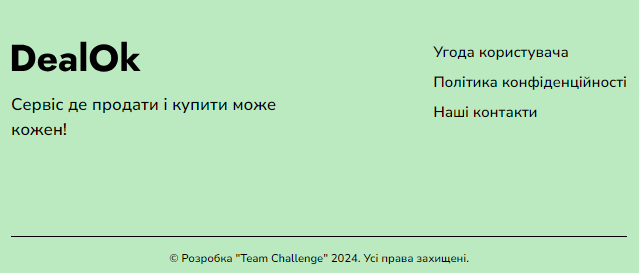 DealOk
Сервіс де продати і купити може
кожен!
Угода користувача
Політика конфіденційності
Наші контакти
© Розробка "Team Challenge" 2024. Усі права захищені.